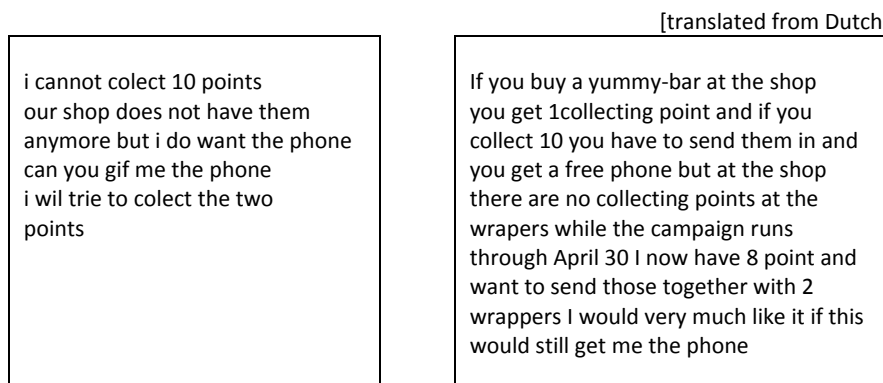 [translated from Dutch
i cannot colect 10 points
our shop does not have them
anymore but i do want the phone
can you gif me the phone
i wil trie to colect the two
points
If you buy a yummy-bar at the shop
you get 1collecting point and if you
collect 10 you have to send them in and
you get a free phone but at the shop
there are no collecting points at the
wrapers while the campaign runs
through April 30 I now have 8 point and
want to send those together with 2
wrappers I would very much like it if this
would still get me the phone